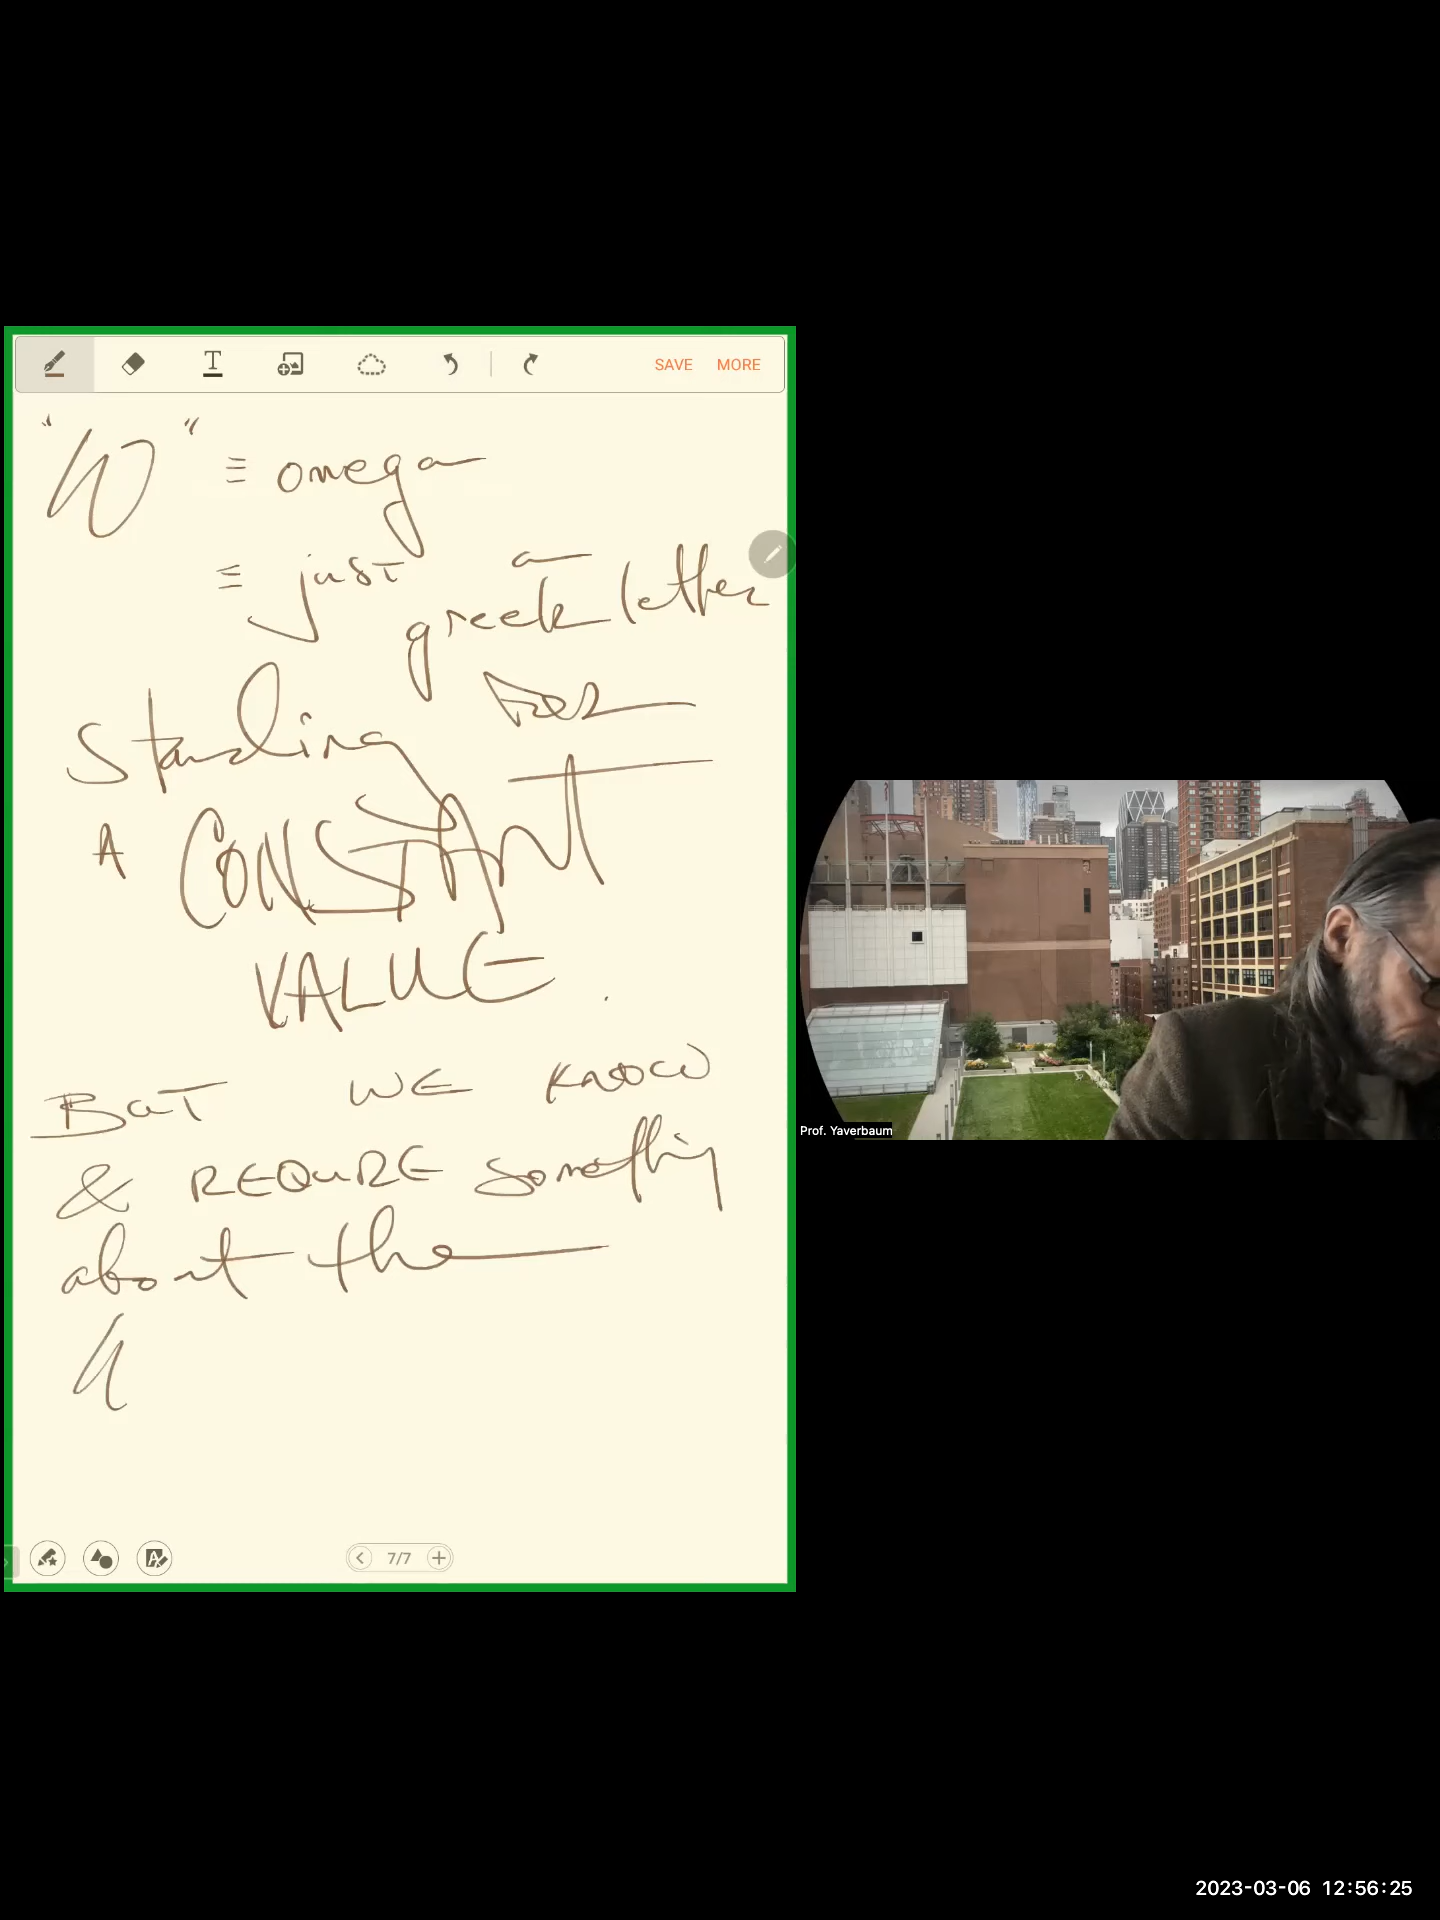 T SAVE MORE
"ω" ≡ omega
≡ just a
greek letter
standing FOR
A CONSTANT
VALUE.
BuT WE KNOW
& REQUIRE something
about the
7/7
Prof. Yaverbaum
2023-03-06 12:56:25